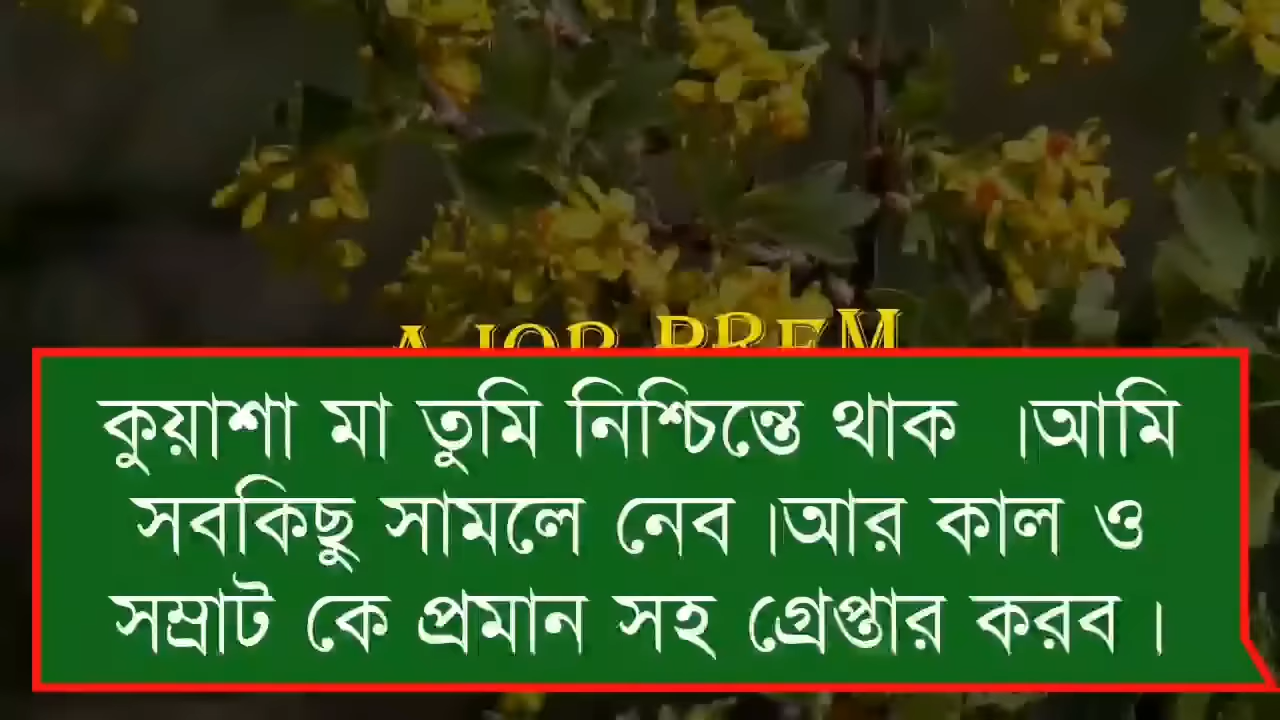 কুয়াশা মা তুমি নিশ্চিন্তে থাক ।আমি
সবকিছু সামলে নেব ।আর কাল ও
সম্রাট কে প্রমান সহ গ্রেপ্তার করব ।